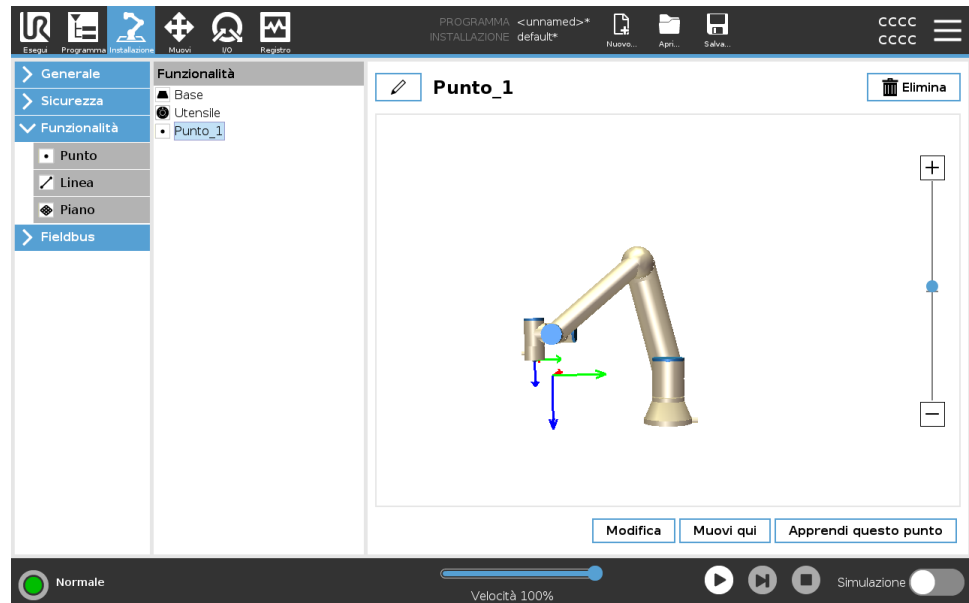 UR
Esegui
Programma
Installazione
Muovi
I/O
Registro
PROGRAMMA <unnamed>*
INSTALLAZIONE default*
Nuovo...
Apri...
Salva...
cccc
cccc
Generale
Sicurezza
Funzionalità
Punto
Linea
Piano
Fieldbus
Funzionalità
Base
Utensile
Punto_1
Punto_1
Elimina
+
−
Modifica
Muovi qui
Apprendi questo punto
Normale
Velocità 100%
Simulazione